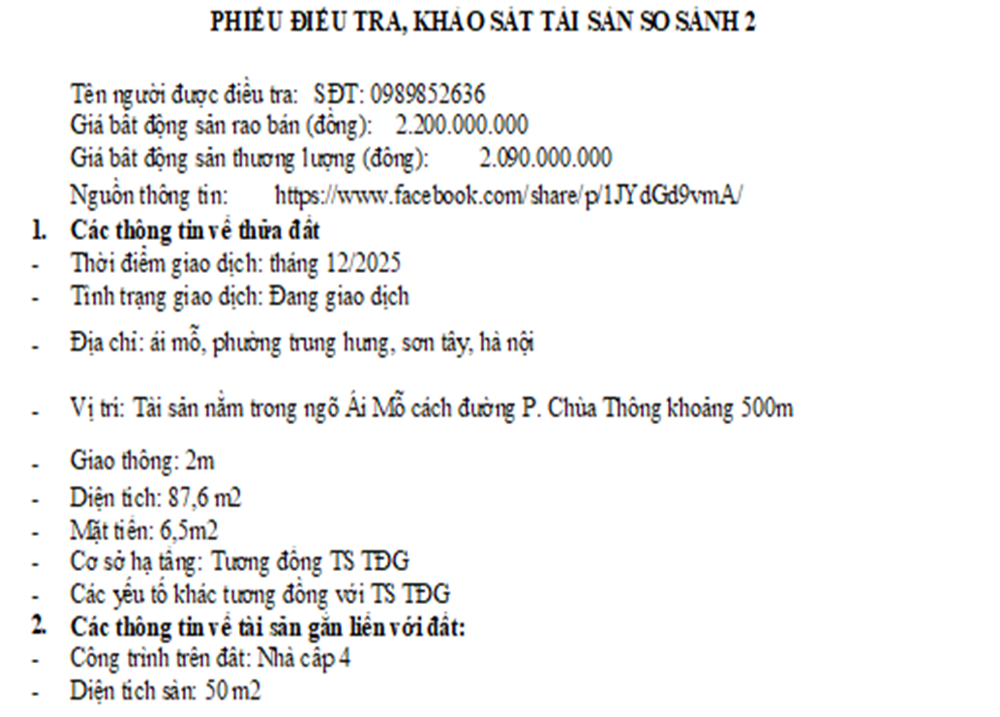 PHIẾU ĐIỀU TRA, KHẢO SÁT TÀI SẢN SO SÁNH 2
Tên người được điều tra: SĐT: 0989852636
Giá bất động sản rao bán (đồng): 2.200.000.000
Giá bất động sản thương lượng (đồng): 2.090.000.000
Nguồn thông tin: https://www.facebook.com/share/p/1JYdGd9vmA/
1. Các thông tin về thửa đất
- Thời điểm giao dịch: tháng 12/2025
- Tình trạng giao dịch: Đang giao dịch
- Địa chỉ: ái mỗ, phường trung hưng, sơn tây, hà nội
- Vị trí: Tài sản nằm trong ngõ Ái Mỗ cách đường P. Chùa Thông khoảng 500m
- Giao thông: 2m
- Diện tích: 87,6 m2
- Mặt tiền: 6,5m2
- Cơ sở hạ tầng: Tương đồng TS TĐG
- Các yếu tố khác tương đồng với TS TĐG
2. Các thông tin về tài sản gắn liền với đất:
- Công trình trên đất: Nhà cấp 4
- Diện tích sàn: 50 m2